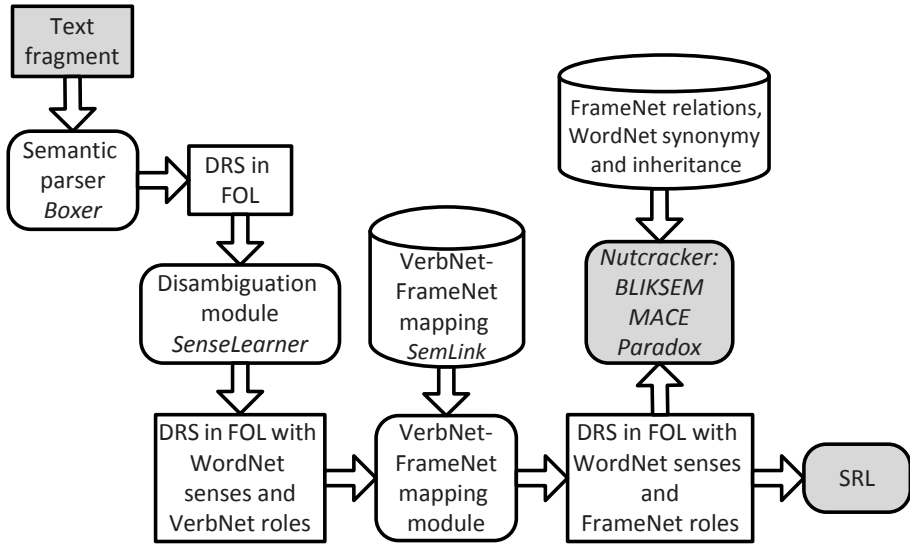 Text
fragment
Semantic
parser
Boxer
DRS in
FOL
Disambiguation
module
SenseLearner
DRS in FOL with
WordNet
senses and
VerbNet roles
VerbNet-
FrameNet
mapping
SemLink
VerbNet-
FrameNet
mapping
module
FrameNet relations,
WordNet synonymy
and inheritance
Nutcracker:
BLIKSEM
MACE
Paradox
DRS in FOL with
WordNet senses
and
FrameNet roles
SRL